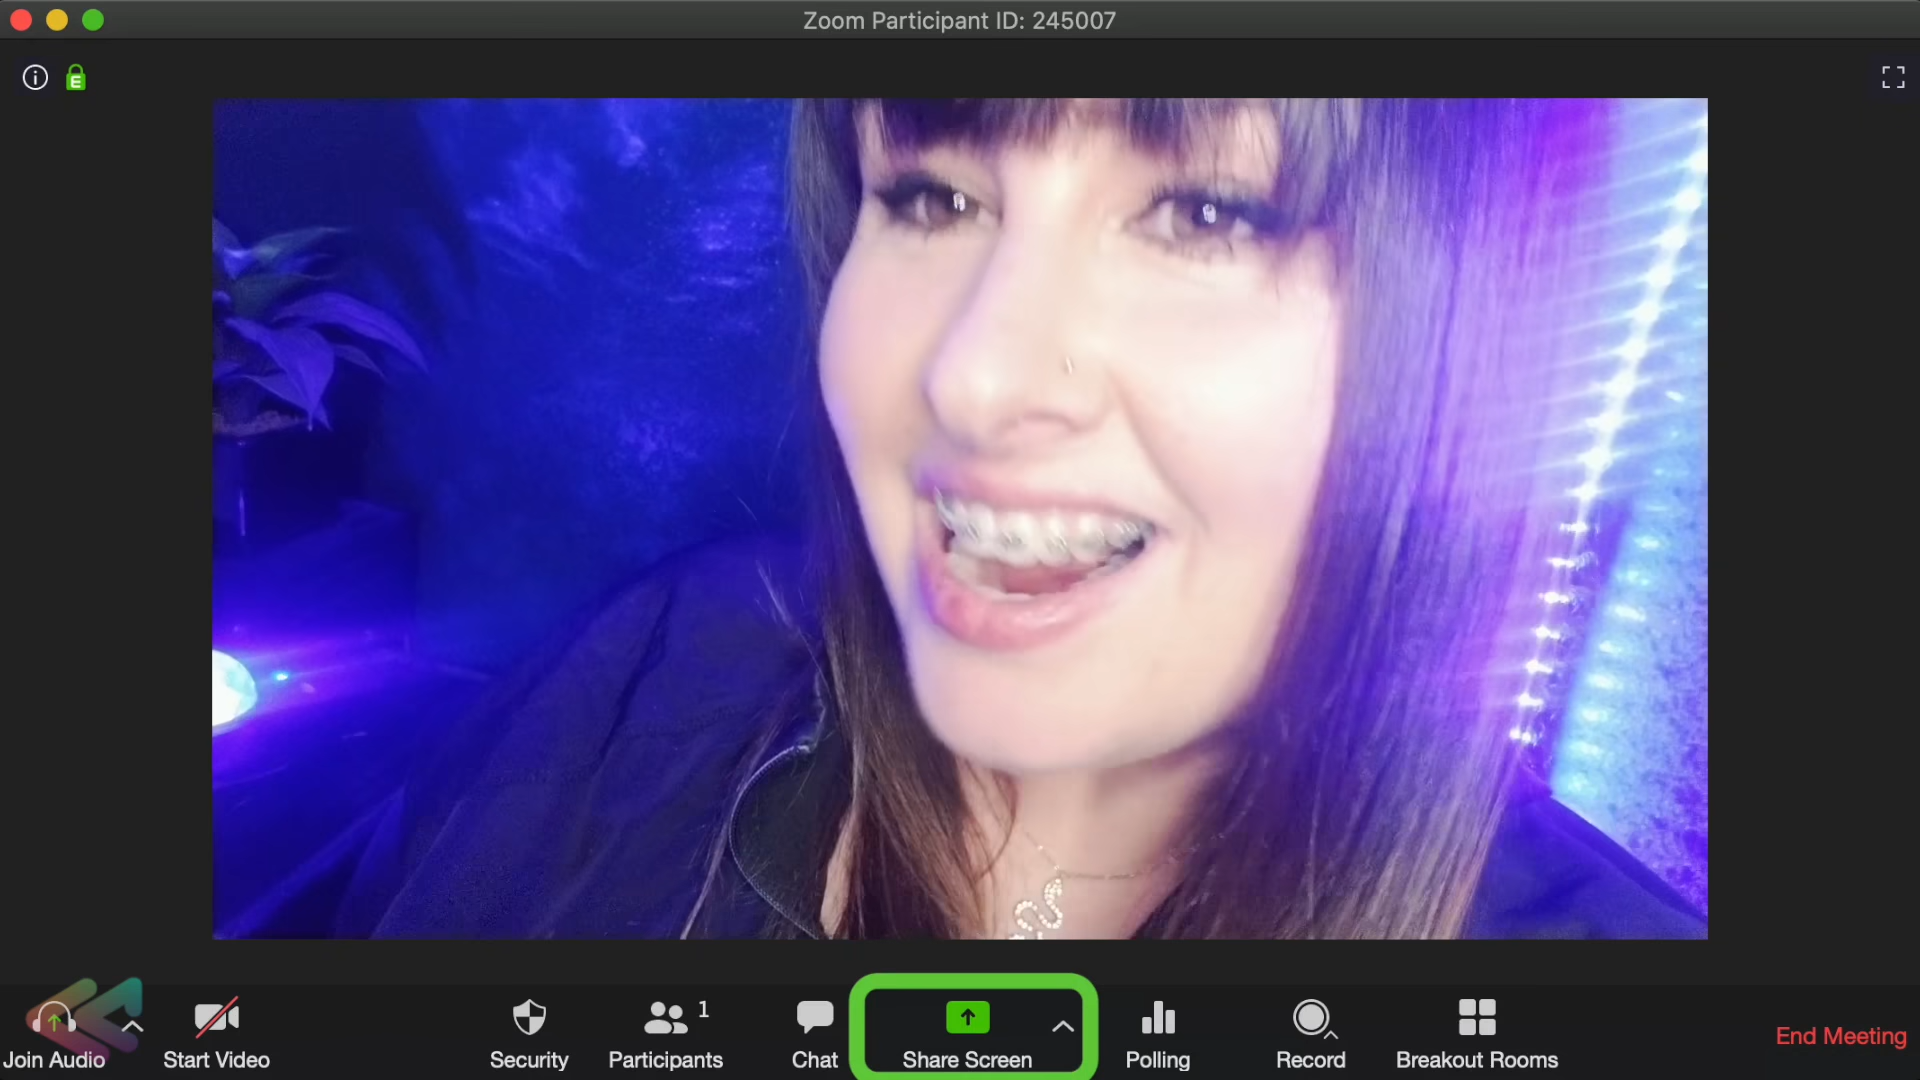 Zoom Participant ID: 245007
E
1
Join Audio
Start Video
Security
Participants
Chat
Share Screen
Polling
Record
Breakout Rooms
End Meeting